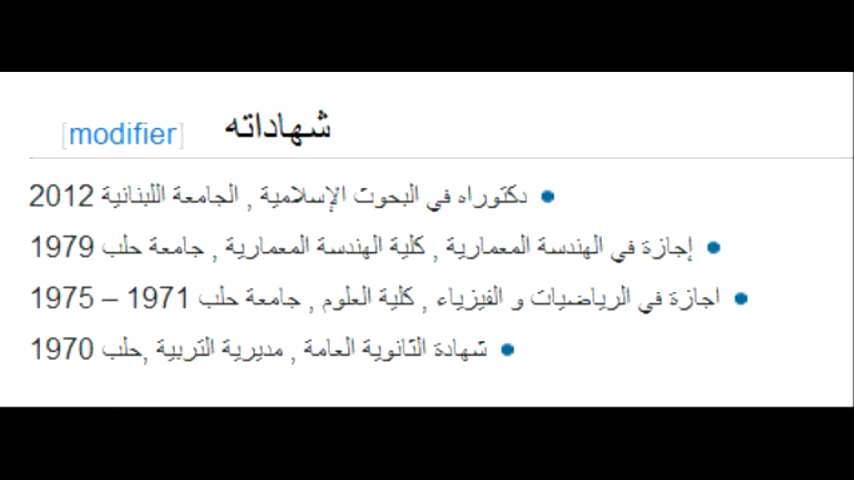 شهاداته [modifier]
دكتوراه في البحوث الإسلامية , الجامعة اللبنانية 2012
إجازة في الهندسة المعمارية , كلية الهندسة المعمارية , جامعة حلب 1979
اجازة في الرياضيات و الفيزياء , كلية العلوم , جامعة حلب 1971 – 1975
شهادة الثانوية العامة , مديرية التربية ,حلب 1970